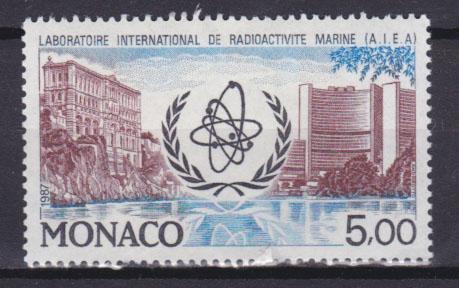 LABORATOIRE INTERNATIONAL DE RADIOACTIVITE MARINE (A.I.E.A)
1987
MONACO 5,00